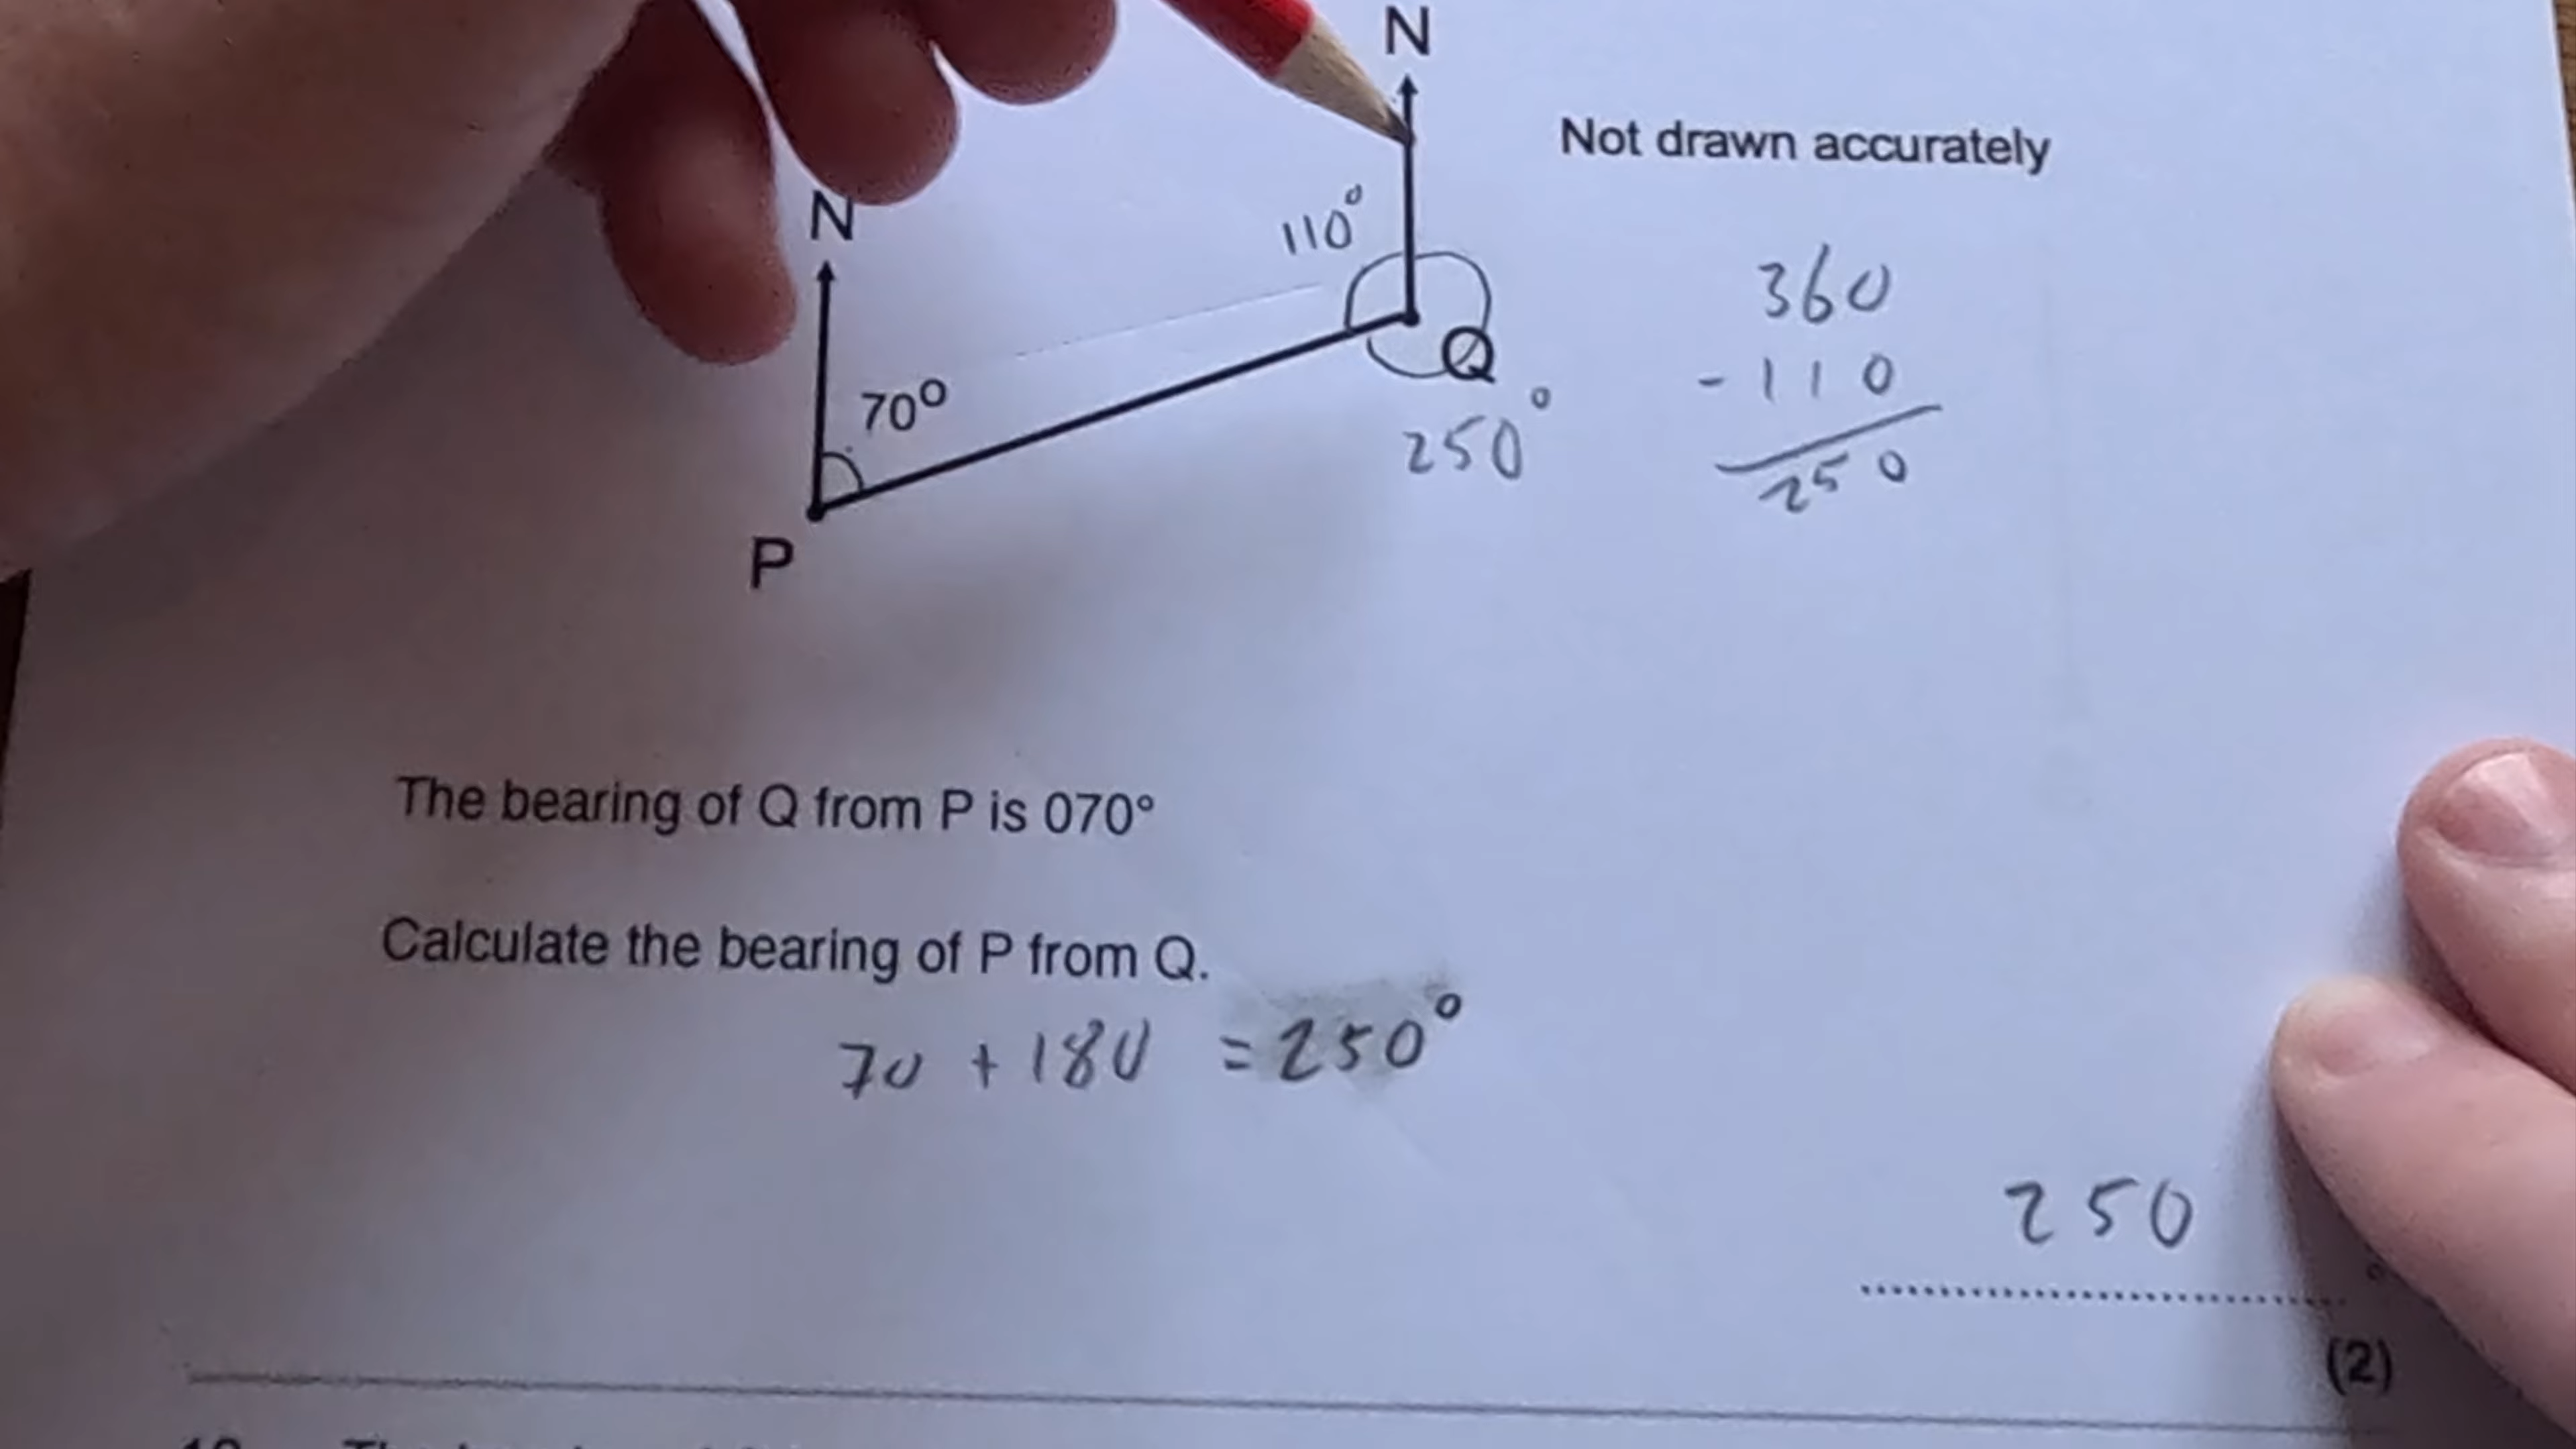 N
Not drawn accurately
N
110°
360
-110
250
70°
Q
250°
P
The bearing of Q from P is 070°
Calculate the bearing of P from Q.
70 + 180 = 250°
250
(2)